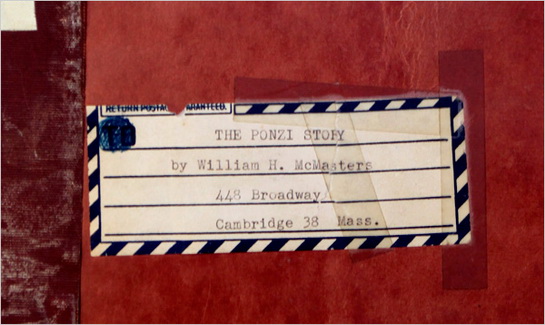 RETURN POSTAGE GUARANTEED.
THE PONZI STORY
by William H. McMasters
448 Broadway
Cambridge 38 Mass.